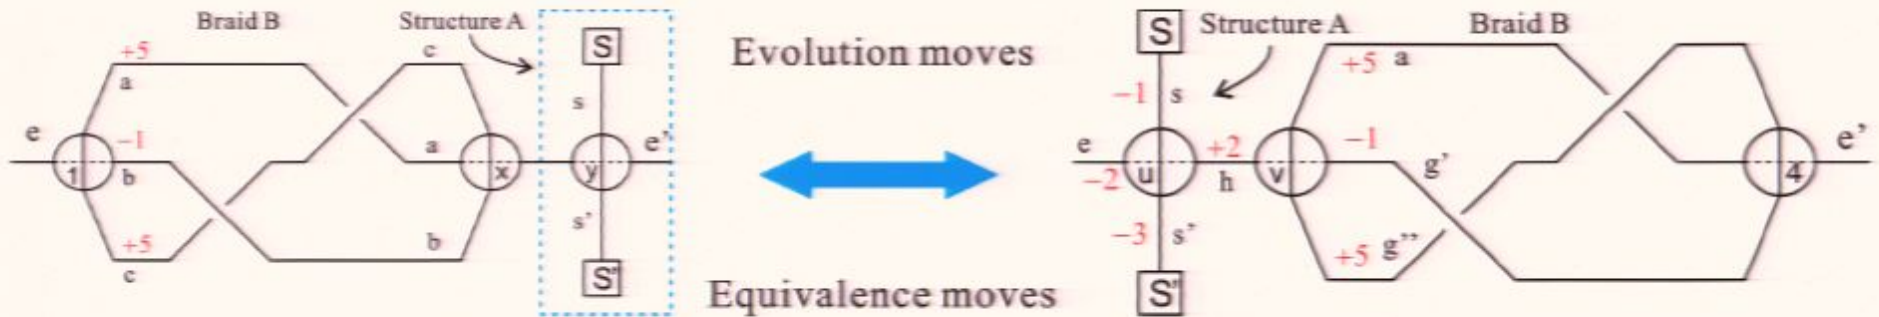 Braid B
Structure A
+5
a
c
S
s
e
1
-1
b
a
x
y
e'
s'
+5
c
b
S'
Evolution moves
Equivalence moves
S
Structure A
Braid B
-1
s
+5
a
e
-2
u
+2
h
v
-1
g'
4
e'
-3
s'
+5
g''
S'